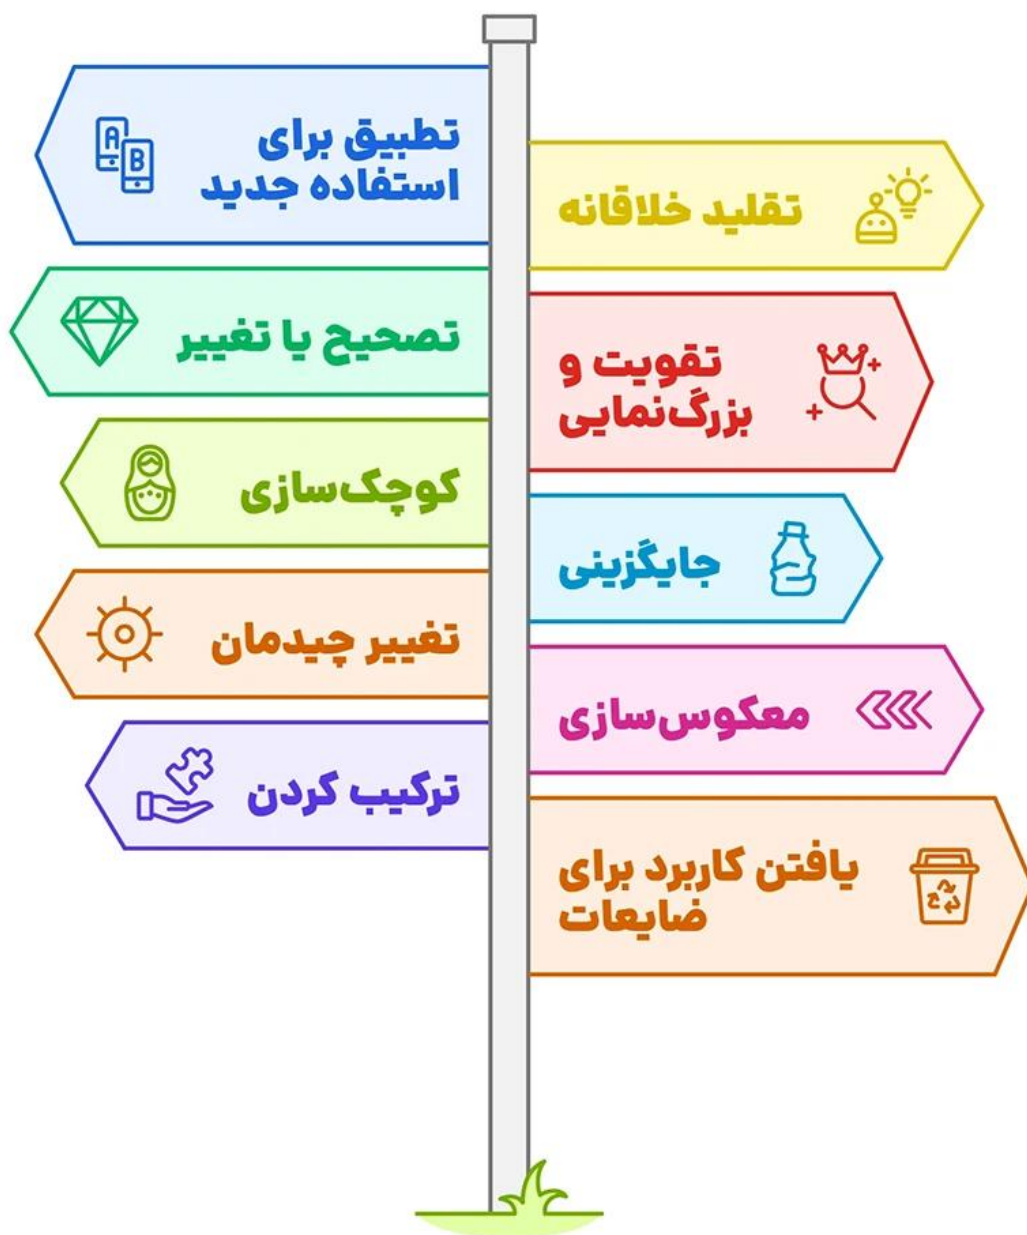 تطبیق برای
استفاده جدید
تقلید خلاقانه
تصحیح یا تغییر
تقویت و
بزرگ‌نمایی
کوچک‌سازی
جایگزینی
تغییر چیدمان
معکوس‌سازی
ترکیب کردن
یافتن کاربرد برای
ضایعات
A
B